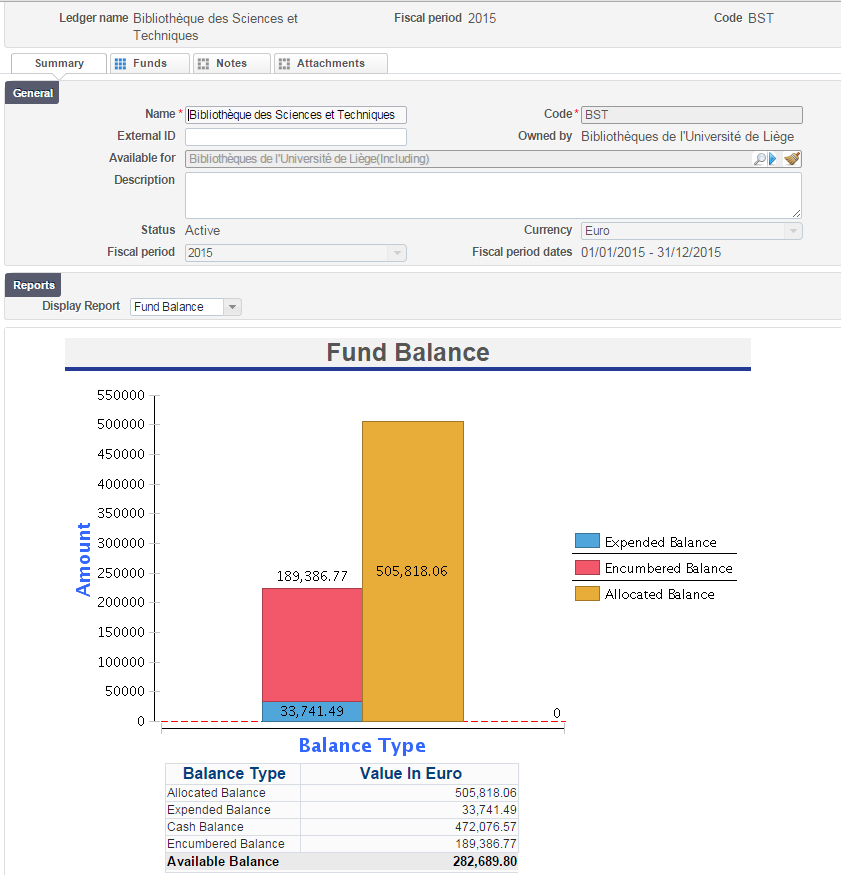 Ledger name Bibliothèque des Sciences et Techniques Fiscal period 2015 Code BST
Summary Funds Notes Attachments
General
Name * Bibliothèque des Sciences et Techniques Code * BST
External ID Owned by Bibliothèques de l'Université de Liège
Available for Bibliothèques de l'Université de Liège(Including)
Description
Status Active Currency Euro
Fiscal period 2015 Fiscal period dates 01/01/2015 - 31/12/2015
Reports
Display Report Fund Balance
Fund Balance
Amount
550000
500000
450000
400000
350000
300000
250000
200000
150000
100000
50000
0
189,386.77
505,818.06
33,741.49
0
Expended Balance
Encumbered Balance
Allocated Balance
Balance Type
Balance Type Value In Euro
Allocated Balance 505,818.06
Expended Balance 33,741.49
Cash Balance 472,076.57
Encumbered Balance 189,386.77
Available Balance 282,689.80